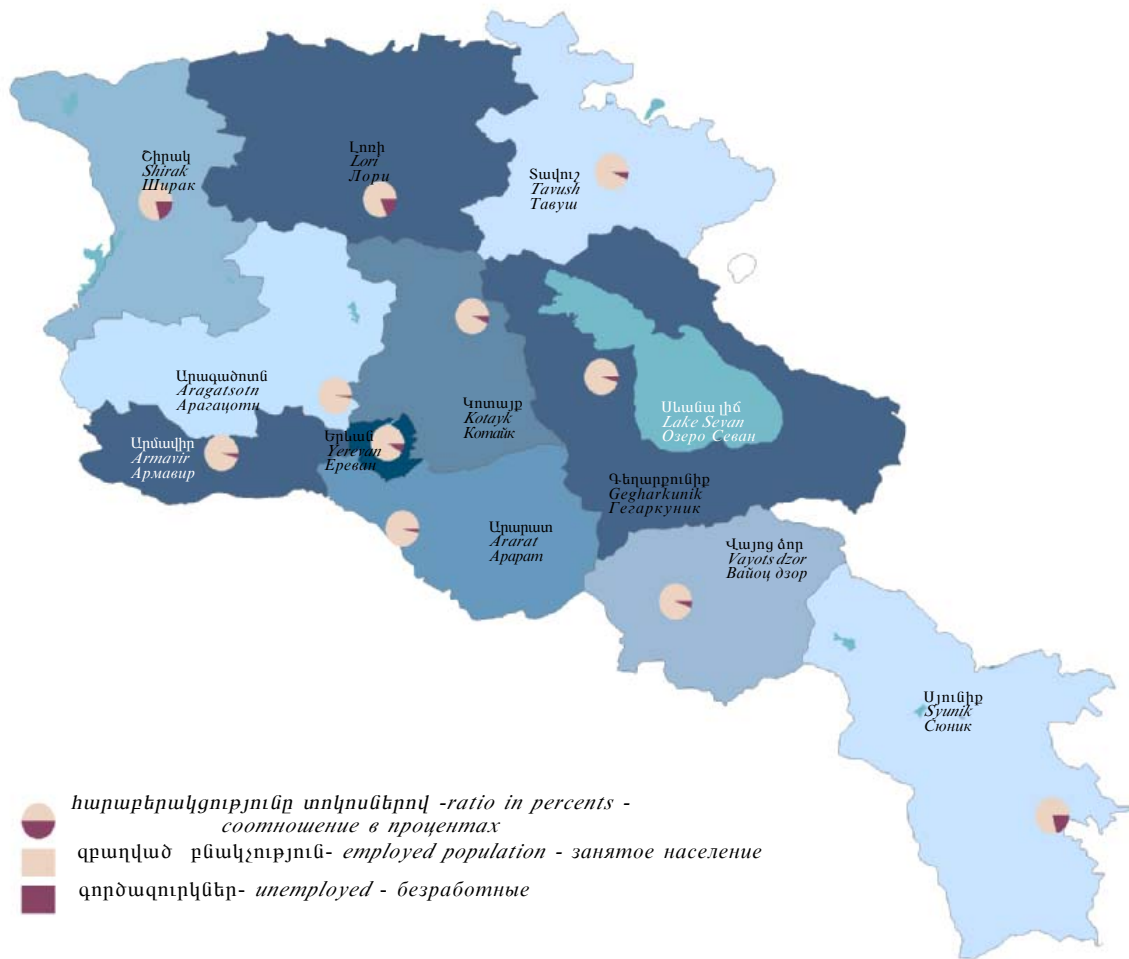 Շիրակ
Shirak
Ширак
Լոռի
Lori
Лори
Տավուշ
Tavush
Тавуш
Արագածոտն
Aragatsotn
Арагацоти
Արմավիր
Armavir
Армавир
Երևան
Yerevan
Ереван
Կոտայք
Kotayk
Котайк
Սևանա լիճ
Lake Sevan
Озеро Севан
Գեղարքունիք
Gegharkunik
Гегаркуник
Արարատ
Ararat
Арарат
Վայոց ձոր
Vayots dzor
Вайоц дзор
Սյունիք
Syunik
Сюник
հարաբերակցությունը տոկոսներով -ratio in percents -
соотношение в процентах
զբաղված բնակչություն- employed population - занятое население
գործազուրկներ- unemployed - безработные